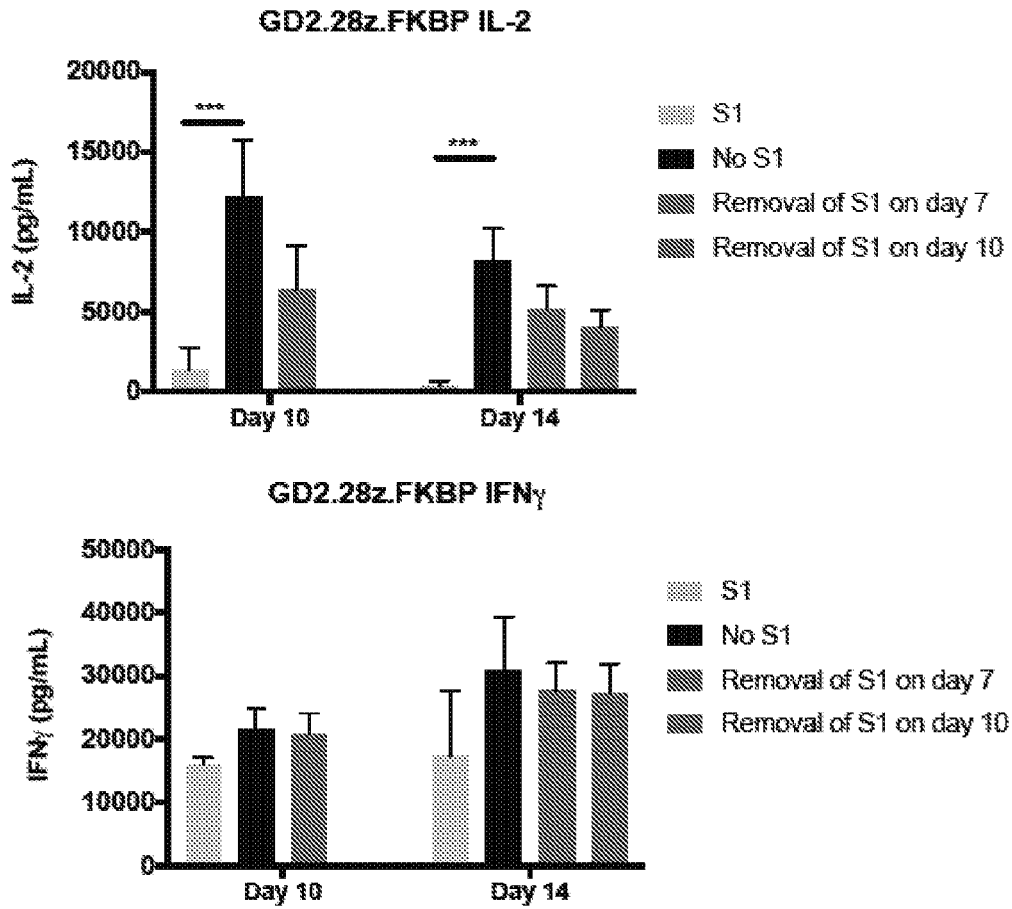 GD2.28z.FKBP IL-2
20000
15000
10000
5000
0
IL-2 (pg/mL)
***
***
Day 10
Day 14
S1
No S1
Removal of S1 on day 7
Removal of S1 on day 10
GD2.28z.FKBP IFNγ
50000
40000
30000
20000
10000
0
IFNγ (pg/mL)
Day 10
Day 14
S1
No S1
Removal of S1 on day 7
Removal of S1 on day 10